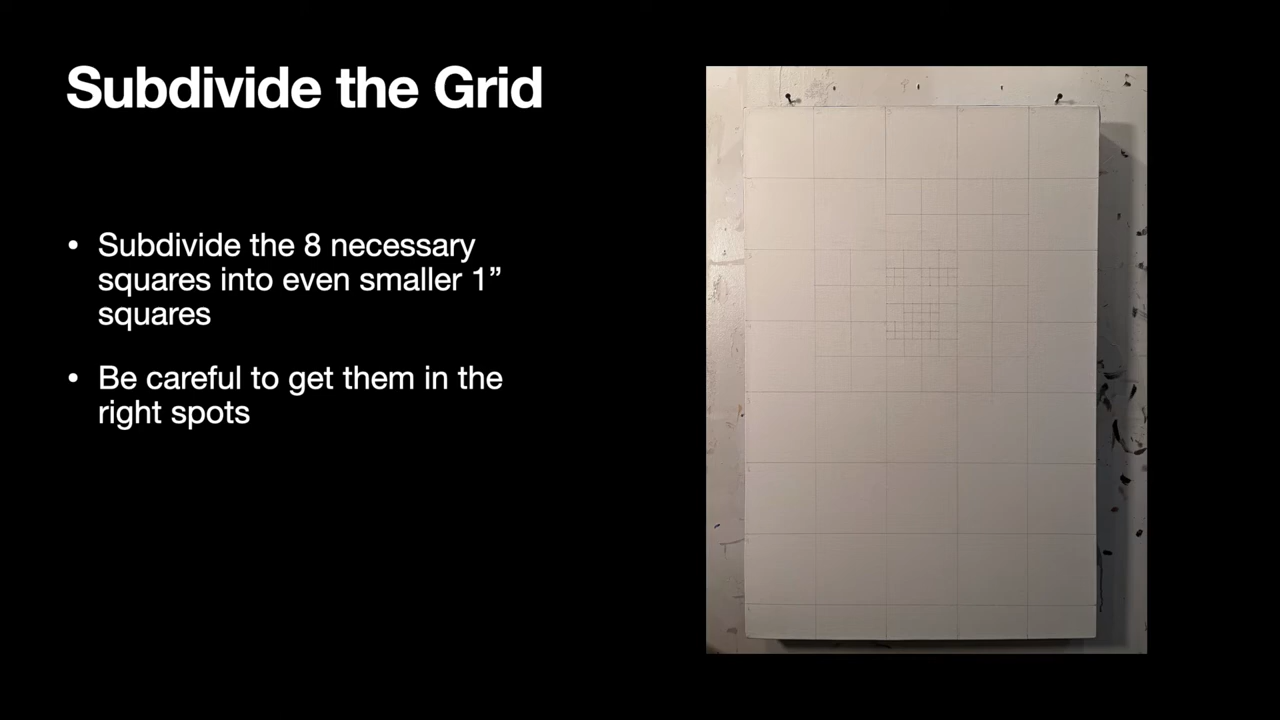 Subdivide the Grid
• Subdivide the 8 necessary
squares into even smaller 1”
squares
• Be careful to get them in the
right spots